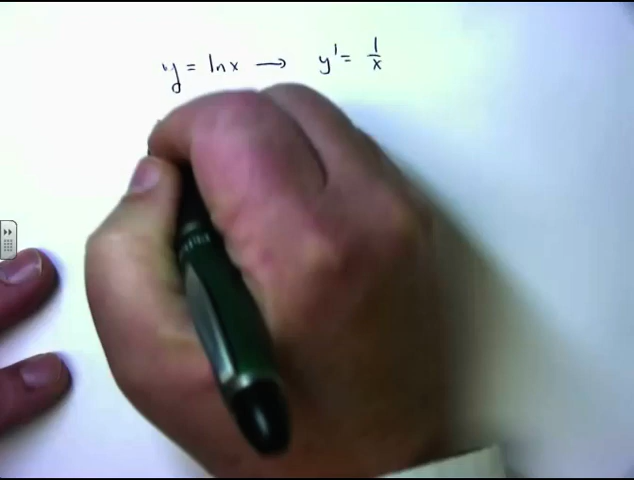 y = ln x → y' = 1/x